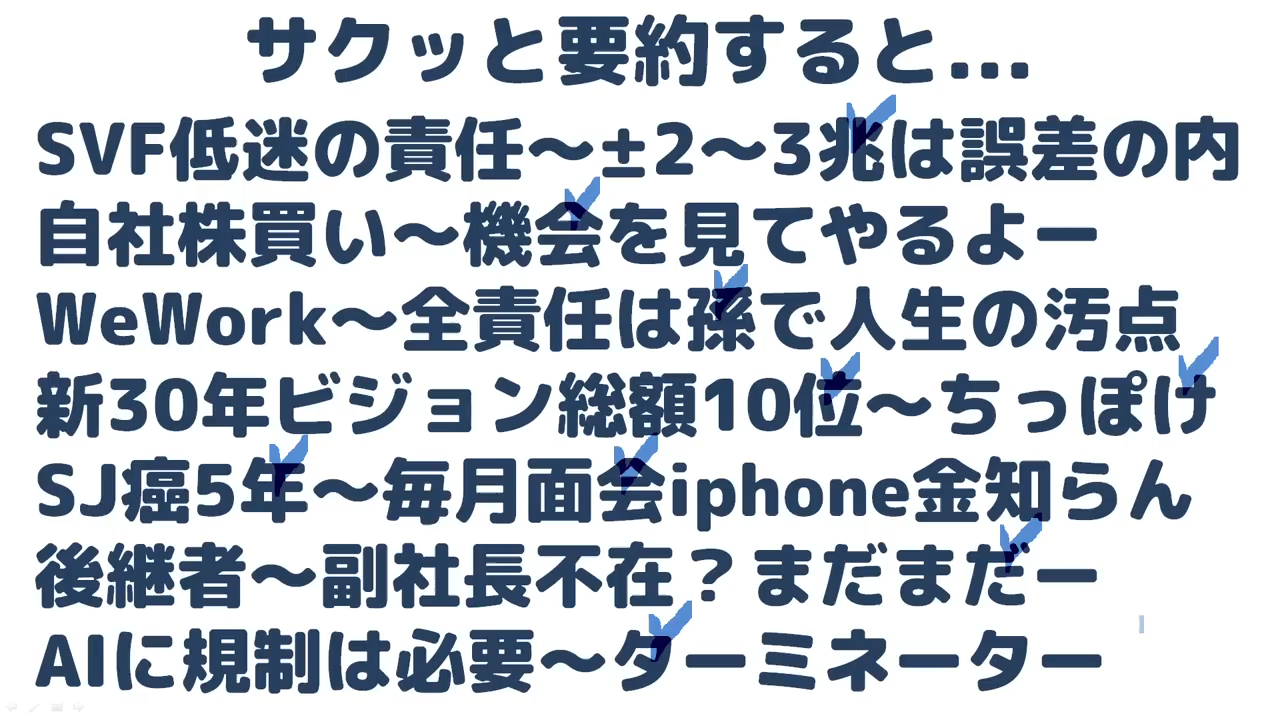 サクッと要約すると...
SVF低迷の責任～±2～3兆は誤差の内
自社株買い～機会を見てやるよー
WeWork～全責任は孫で人生の汚点
新30年ビジョン総額10位～ちっぽけ
SJ癌5年～毎月面会iphone金知らん
後継者～副社長不在？まだまだー
AIに規制は必要～ターミネーター